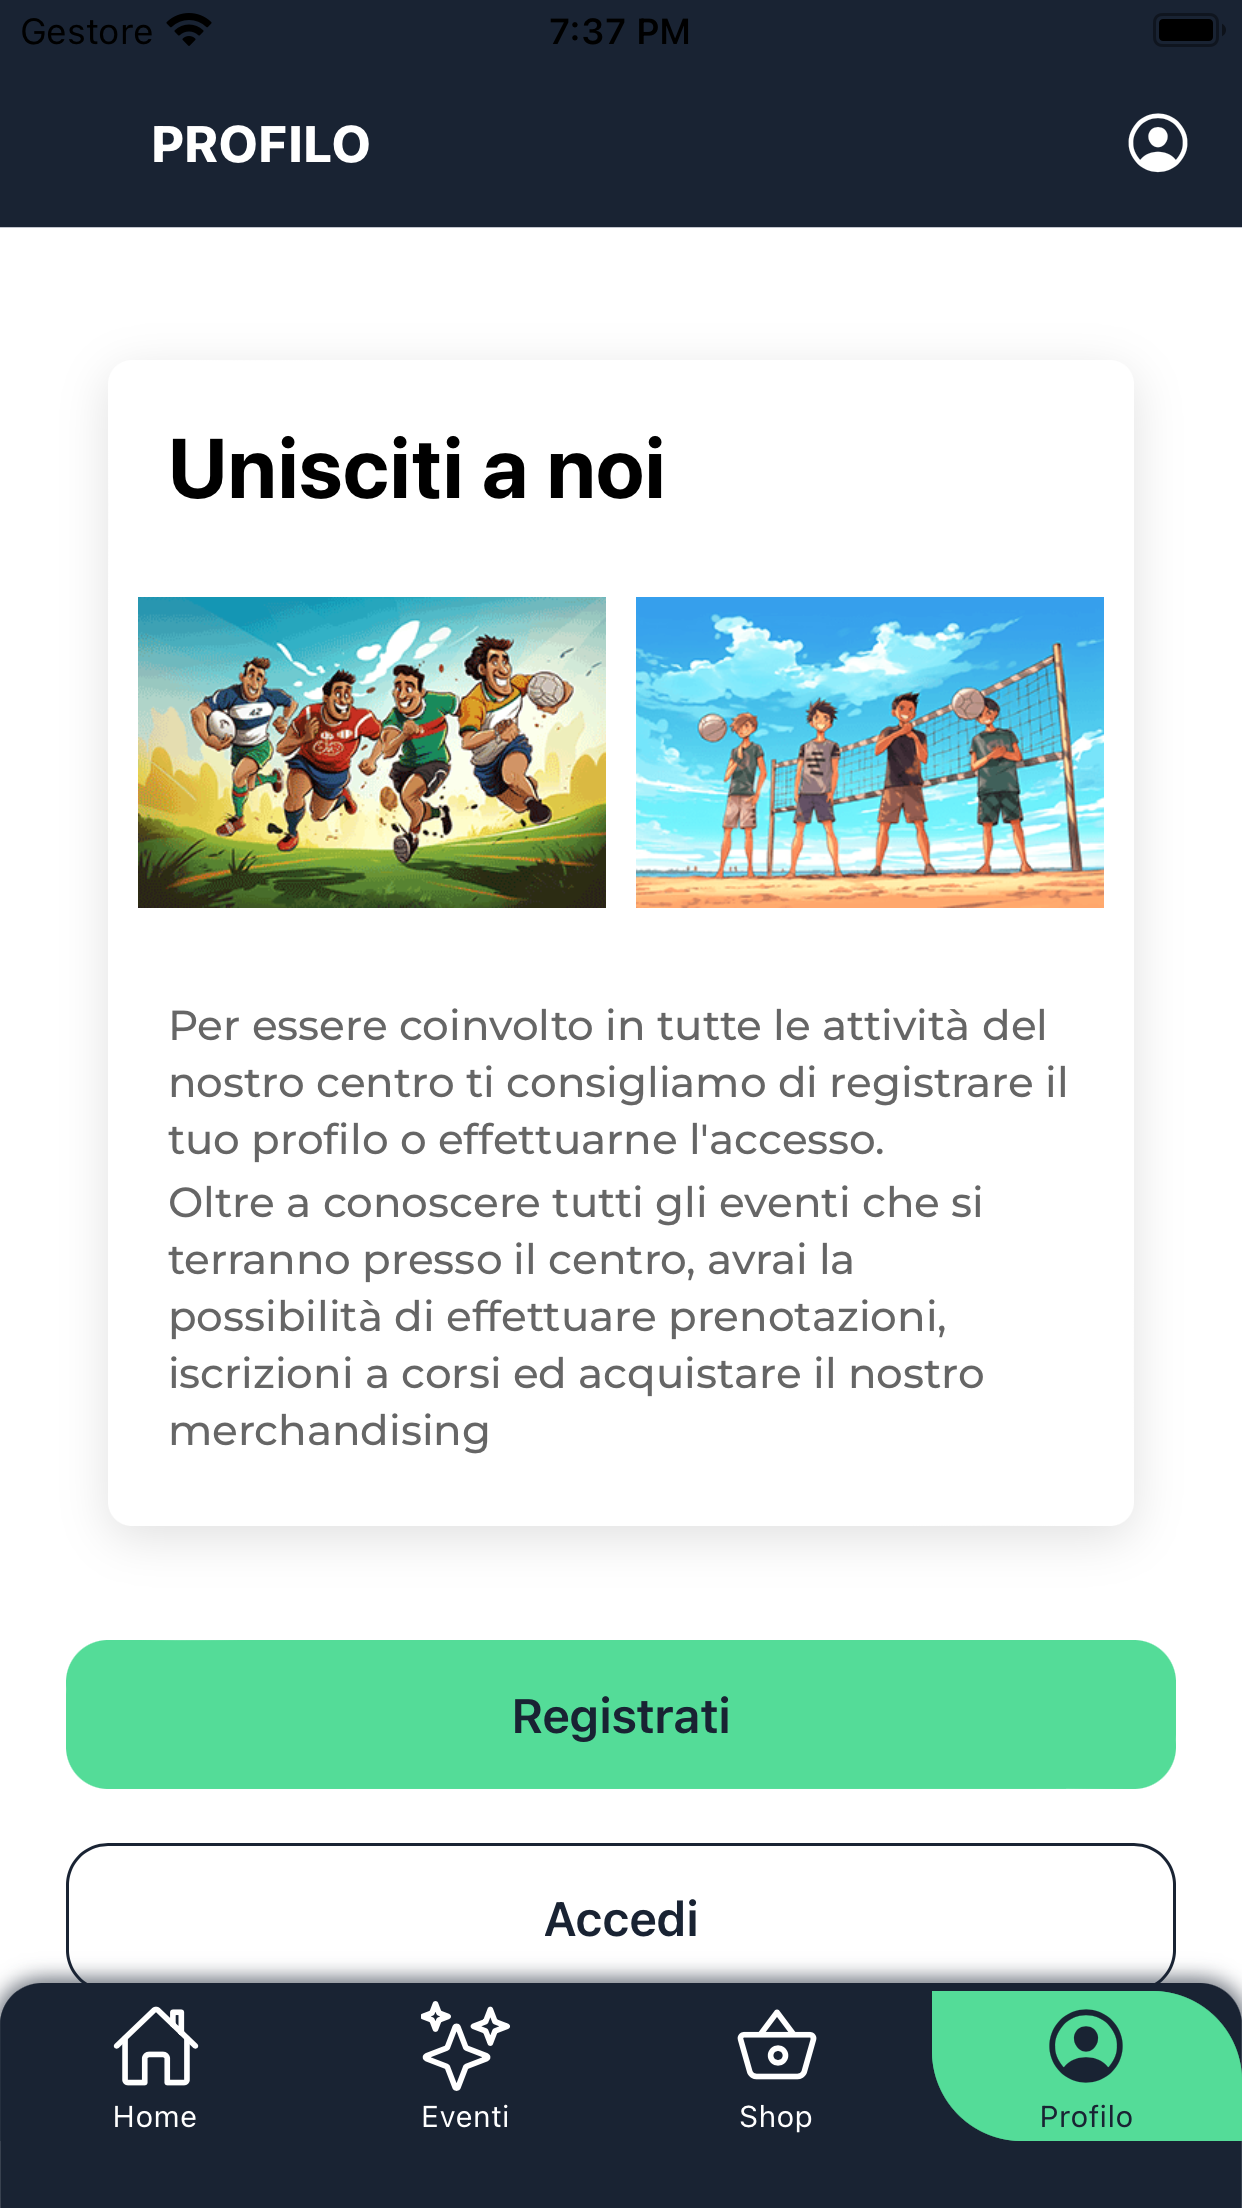 Gestore
7:37 PM
PROFILO
Unisciti a noi
Per essere coinvolto in tutte le attività del
nostro centro ti consigliamo di registrare il
tuo profilo o effettuarne l'accesso.
Oltre a conoscere tutti gli eventi che si
terranno presso il centro, avrai la
possibilità di effettuare prenotazioni,
iscrizioni a corsi ed acquistare il nostro
merchandising
Registrati
Accedi
Home
Eventi
Shop
Profilo